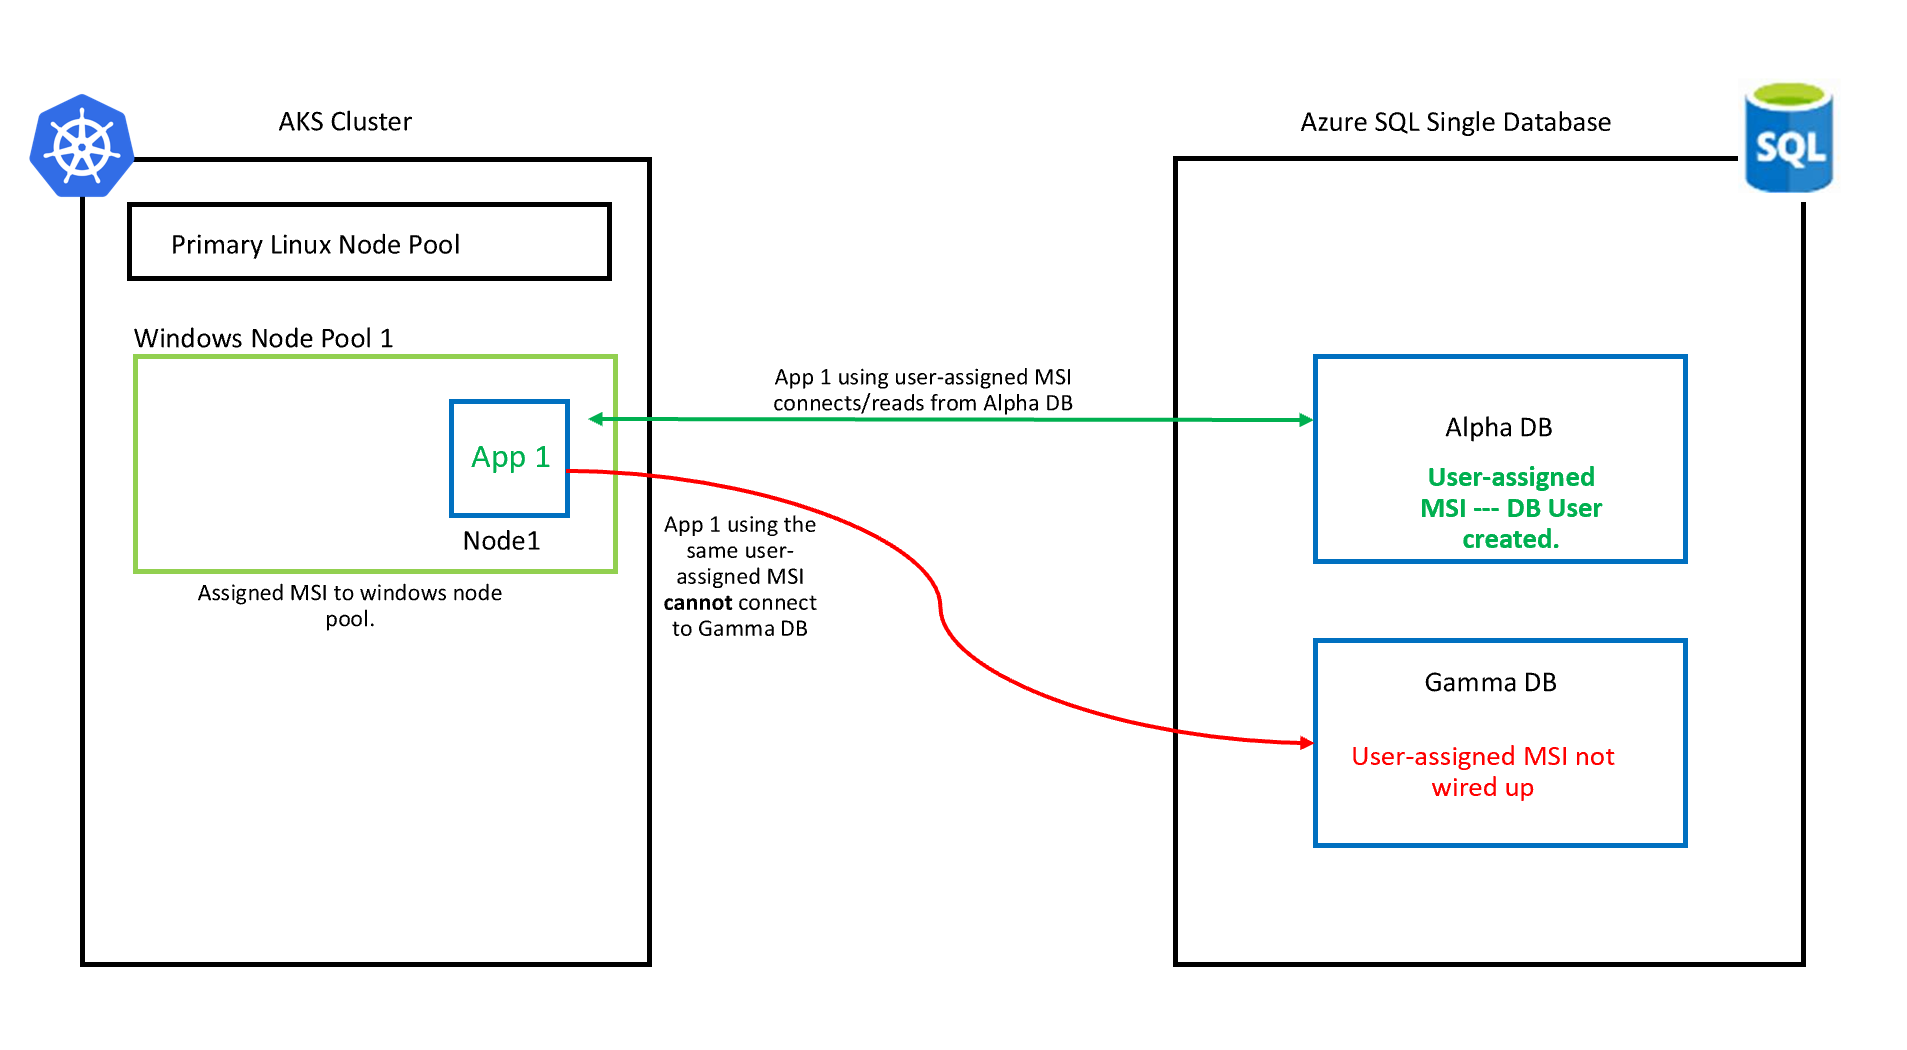 AKS Cluster
Azure SQL Single Database
SQL
Primary Linux Node Pool
Windows Node Pool 1
App 1
Node1
Assigned MSI to windows node
pool.
App 1 using user-assigned MSI
connects/reads from Alpha DB
App 1 using the
same user-
assigned MSI
cannot connect
to Gamma DB
Alpha DB
User-assigned
MSI --- DB User
created.
Gamma DB
User-assigned MSI not
wired up